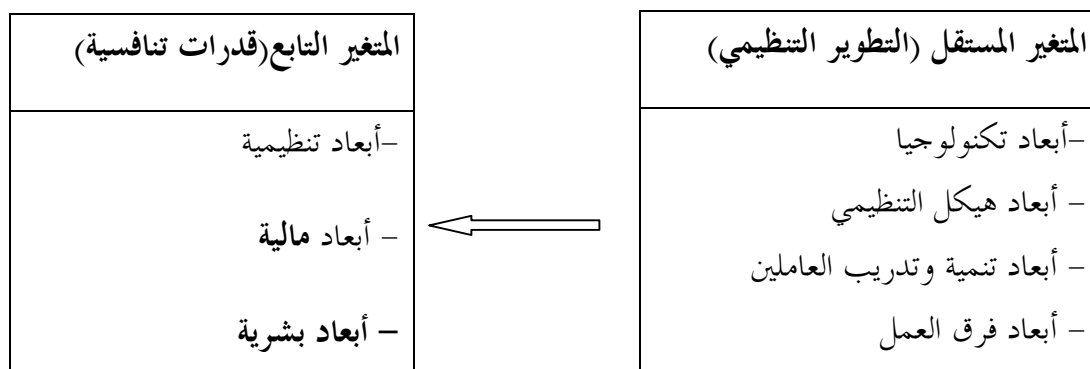 المتغير المستقل (التطوير التنظيمي)
–أبعاد تكنولوجيا
– أبعاد هيكل التنظيمي
– أبعاد تنمية وتدريب العاملين
– أبعاد فرق العمل
المتغير التابع(قدرات تنافسية)
–أبعاد تنظيمية
– أبعاد مالية
– أبعاد بشرية